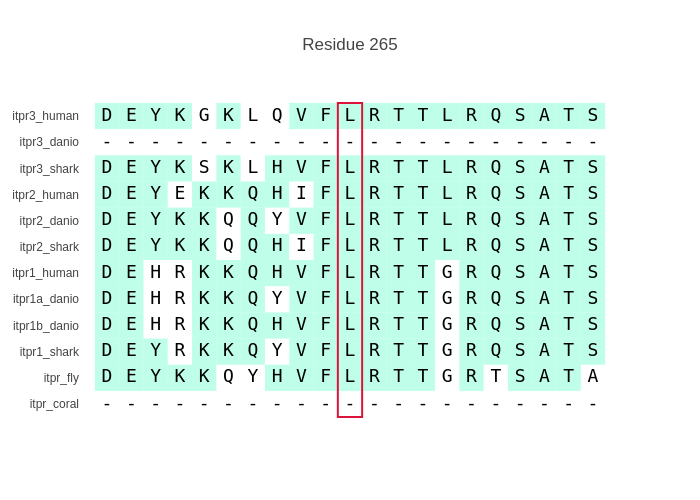 Residue 265
itpr3_human D E Y K G K L Q V F L R T T L R Q S A T S
itpr3_danio - - - - - - - - - - - - - - - - - - - - -
itpr3_shark D E Y K S K L H V F L R T T L R Q S A T S
itpr2_human D E Y E K K Q H I F L R T T L R Q S A T S
itpr2_danio D E Y K K Q Q Y V F L R T T L R Q S A T S
itpr2_shark D E Y K K Q Q H I F L R T T L R Q S A T S
itpr1_human D E H R K K Q H V F L R T T G R Q S A T S
itpr1a_danio D E H R K K Q Y V F L R T T G R Q S A T S
itpr1b_danio D E H R K K Q H V F L R T T G R Q S A T S
itpr1_shark D E Y R K K Q Y V F L R T T G R Q S A T S
itpr_fly D E Y K K Q Y H V F L R T T G R T S A T A
itpr_coral - - - - - - - - - - - - - - - - - - - - -